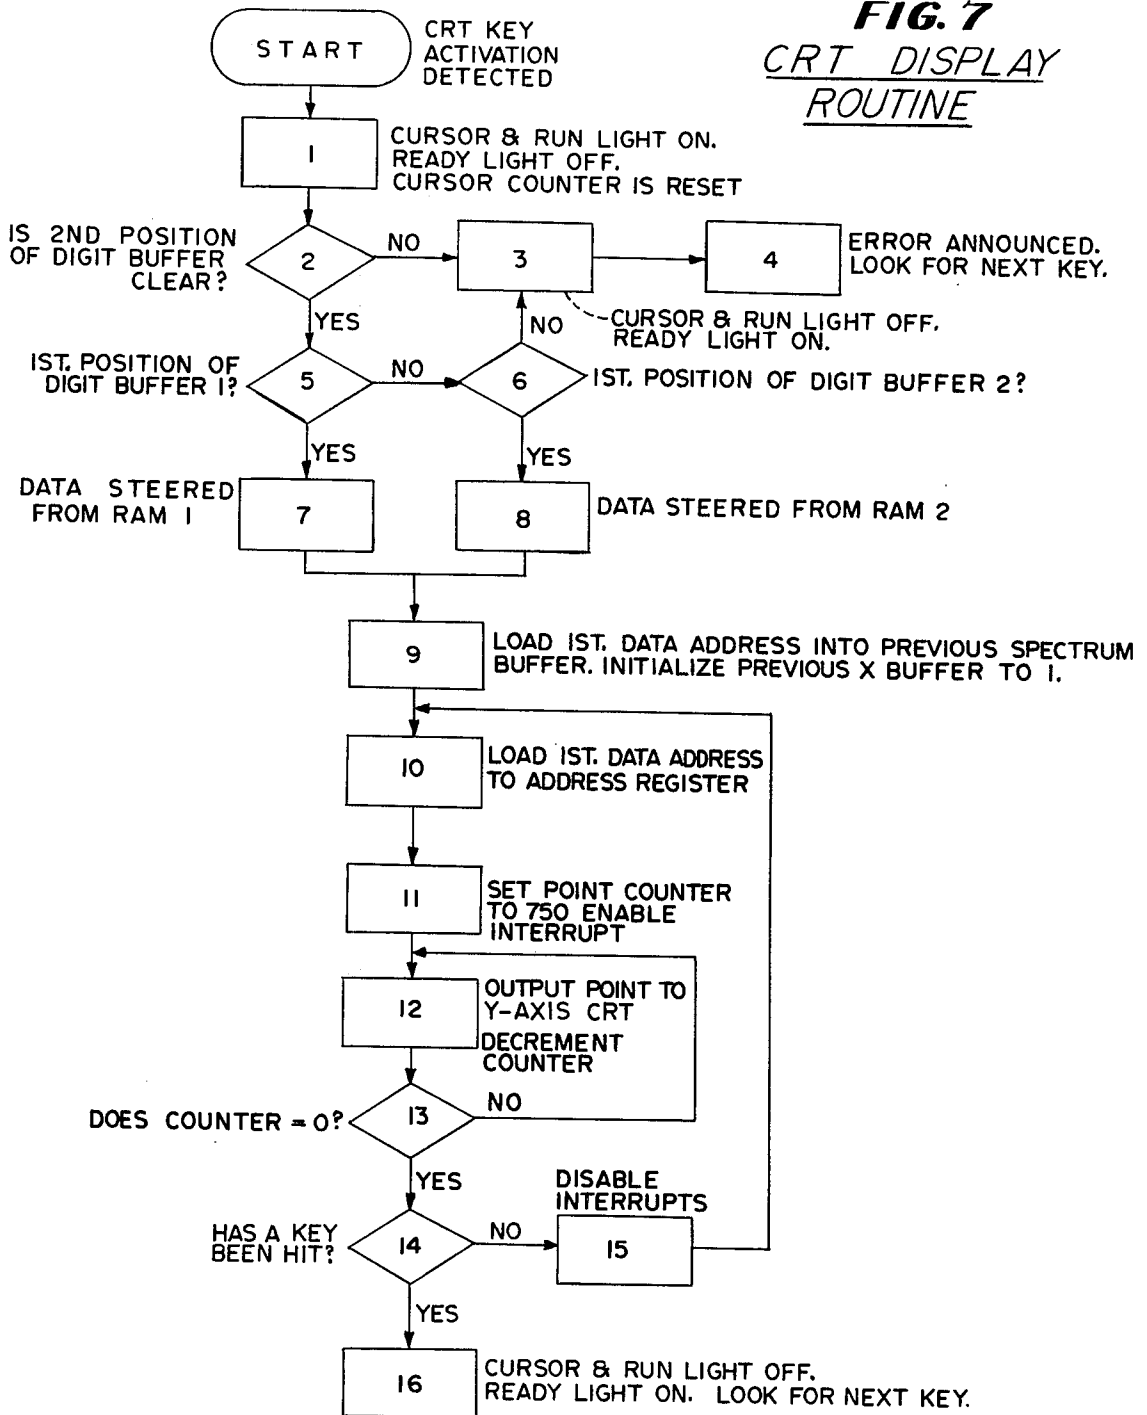 FIG. 7
CRT DISPLAY
ROUTINE
START
CRT KEY
ACTIVATION
DETECTED
1
CURSOR & RUN LIGHT ON.
READY LIGHT OFF.
CURSOR COUNTER IS RESET
IS 2ND POSITION
OF DIGIT BUFFER
CLEAR?
2
NO
3
4
ERROR ANNOUNCED.
LOOK FOR NEXT KEY.
YES
NO
CURSOR & RUN LIGHT OFF.
READY LIGHT ON.
1ST. POSITION OF
DIGIT BUFFER 1?
5
NO
6
1ST. POSITION OF DIGIT BUFFER 2?
YES
YES
DATA STEERED
FROM RAM 1
7
8
DATA STEERED FROM RAM 2
9
LOAD 1ST. DATA ADDRESS INTO PREVIOUS SPECTRUM
BUFFER. INITIALIZE PREVIOUS X BUFFER TO 1.
10
LOAD 1ST. DATA ADDRESS
TO ADDRESS REGISTER
11
SET POINT COUNTER
TO 750 ENABLE
INTERRUPT
12
OUTPUT POINT TO
Y-AXIS CRT
DECREMENT
COUNTER
DOES COUNTER = 0?
13
NO
YES
DISABLE
INTERRUPTS
HAS A KEY
BEEN HIT?
14
NO
15
YES
16
CURSOR & RUN LIGHT OFF.
READY LIGHT ON. LOOK FOR NEXT KEY.